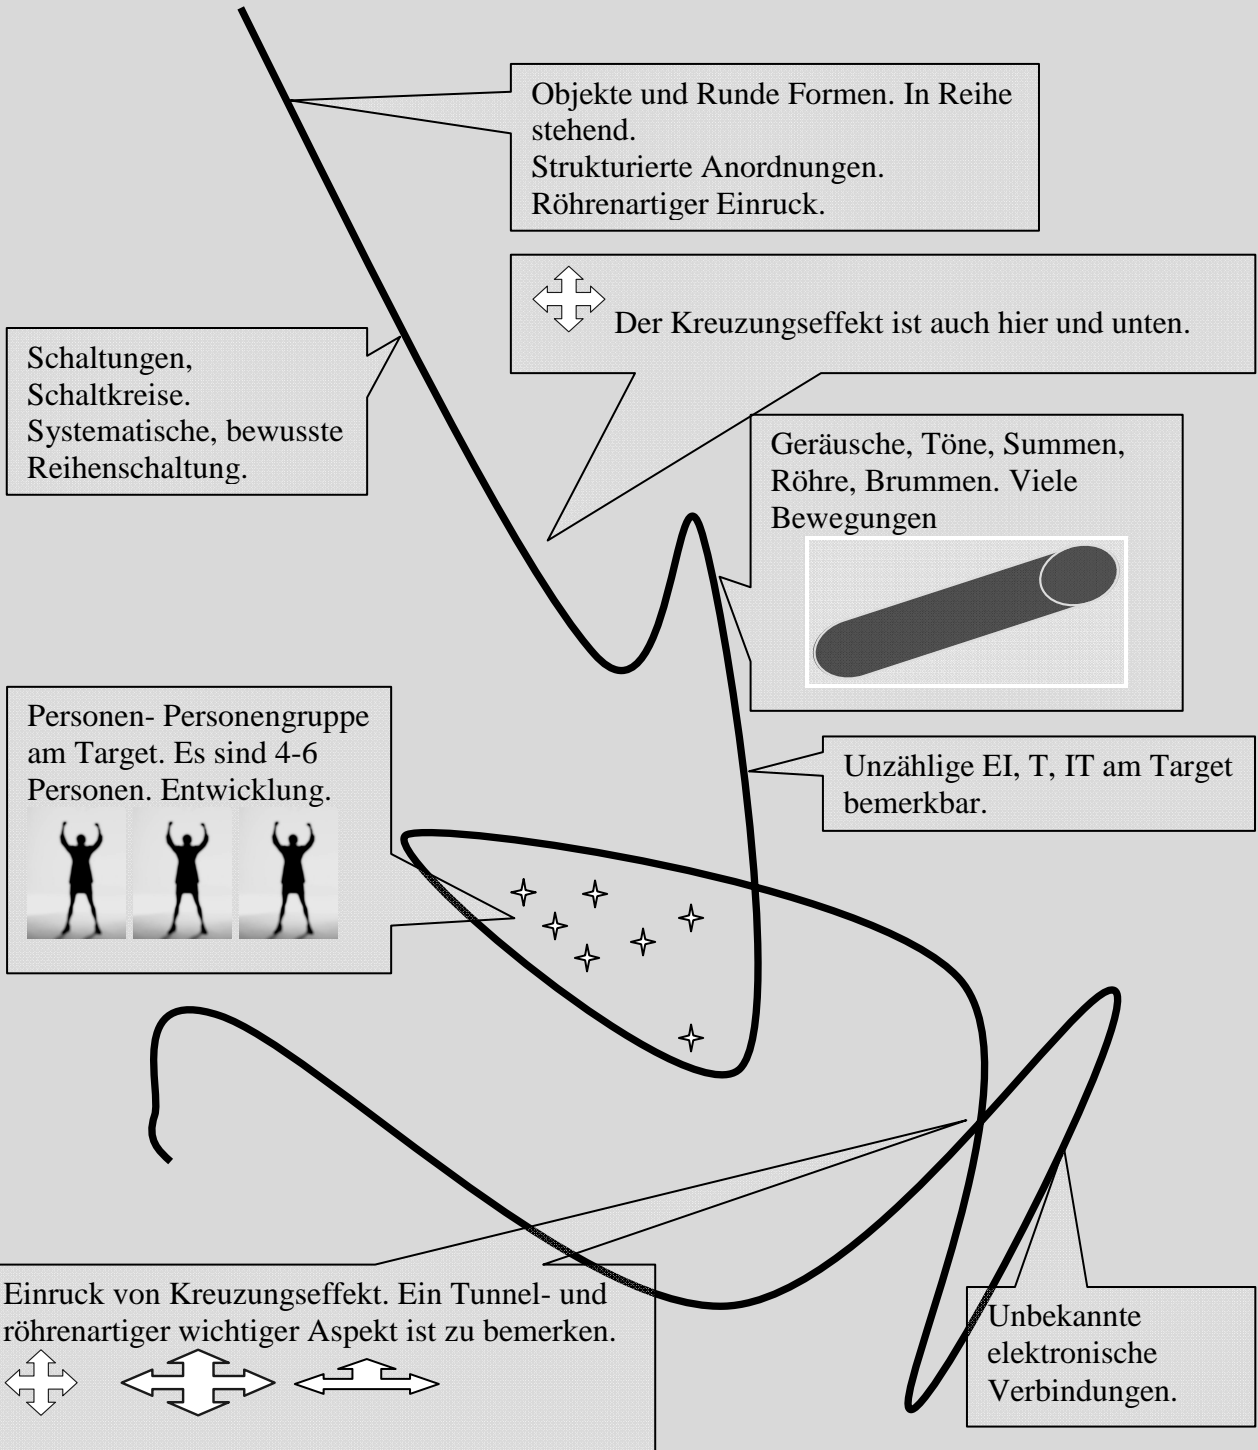 Objekte und Runde Formen. In Reihe
stehend.
Strukturierte Anordnungen.
Röhrenartiger Einruck.
Der Kreuzungseffekt ist auch hier und unten.
Schaltungen,
Schaltkreise.
Systematische, bewusste
Reihenschaltung.
Geräusche, Töne, Summen,
Röhre, Brummen. Viele
Bewegungen
Personen- Personengruppe
am Target. Es sind 4-6
Personen. Entwicklung.
Unzählige EI, T, IT am Target
bemerkbar.
Einruck von Kreuzungseffekt. Ein Tunnel- und
röhrenartiger wichtiger Aspekt ist zu bemerken.
Unbekannte
elektronische
Verbindungen.